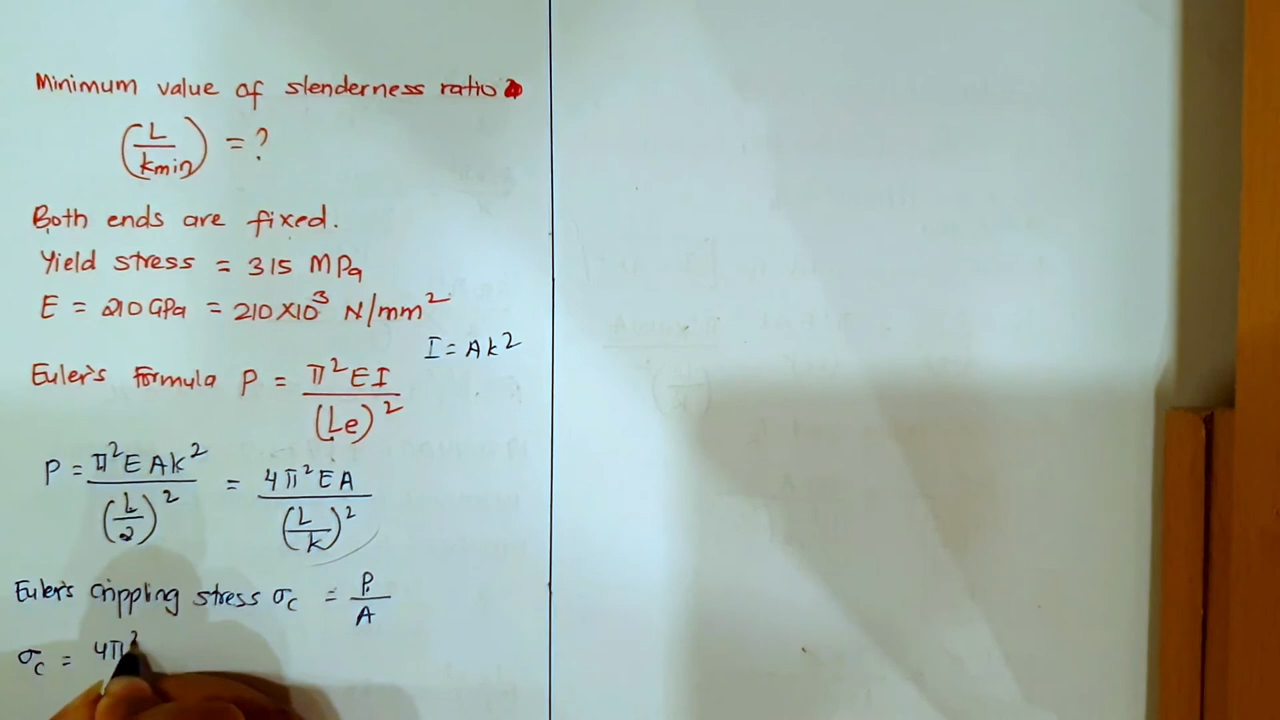 Minimum value of slenderness ratio
(L/kmin) = ?
Both ends are fixed.
Yield stress = 315 MPa
E = 210 GPa = 210×10³ N/mm²
I = Ak²
Euler's Formula P = π²EI/(Le)²
P = π²EAk²/(L/2)² = 4π²EA/(L/k)²
Euler's crippling stress σc = P/A
σc = 4π²